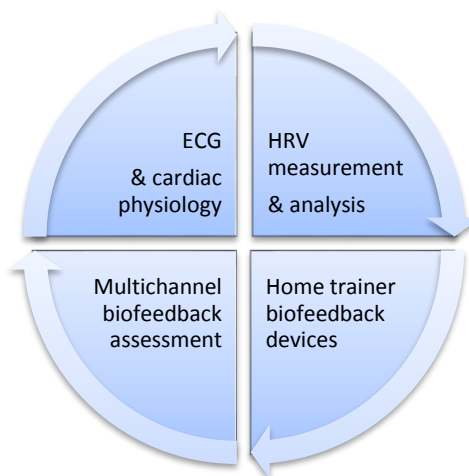 ECG
& cardiac
physiology
HRV
measurement
& analysis
Multichannel
biofeedback
assessment
Home trainer
biofeedback
devices